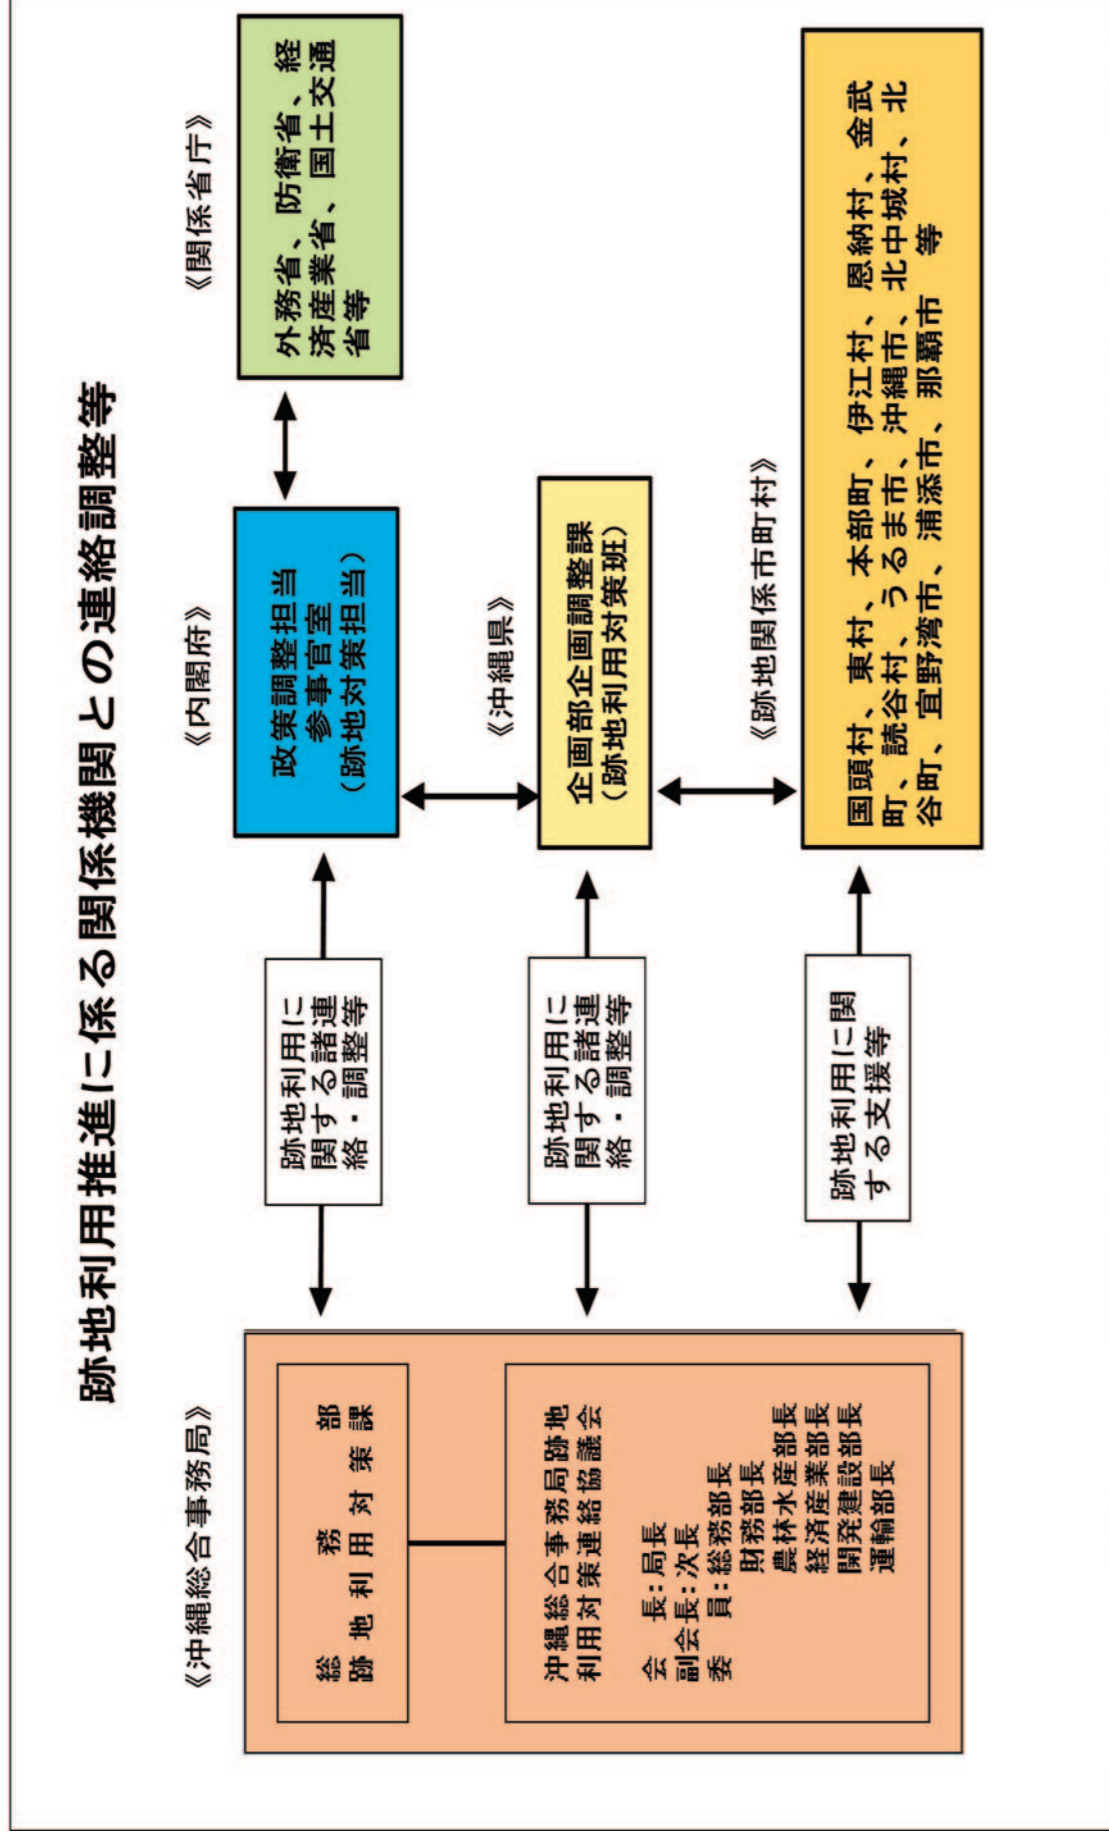 跡地利用推進に係る関係機関との連絡調整等
《沖縄総合事務局》
総務部
跡地利用対策課
沖縄総合事務局跡地
利用対策連絡協議会
会　長：局長
副会長：次長
委　員：総務部長
財務部長
農林水産部長
経済産業部長
開発建設部長
運輸部長
跡地利用に
関する諸連
絡・調整等
跡地利用に
関する諸連
絡・調整等
跡地利用に関
する支援等
《内閣府》
政策調整担当
参事官室
（跡地対策担当）
《関係省庁》
外務省、防衛省、経
済産業省、国土交通
省等
《沖縄県》
企画部企画調整課
（跡地利用対策班）
《跡地関係市町村》
国頭村、東村、本部町、伊江村、恩納村、金武
町、読谷村、うるま市、沖縄市、北中城村、北
谷町、宜野湾市、浦添市、那覇市　等